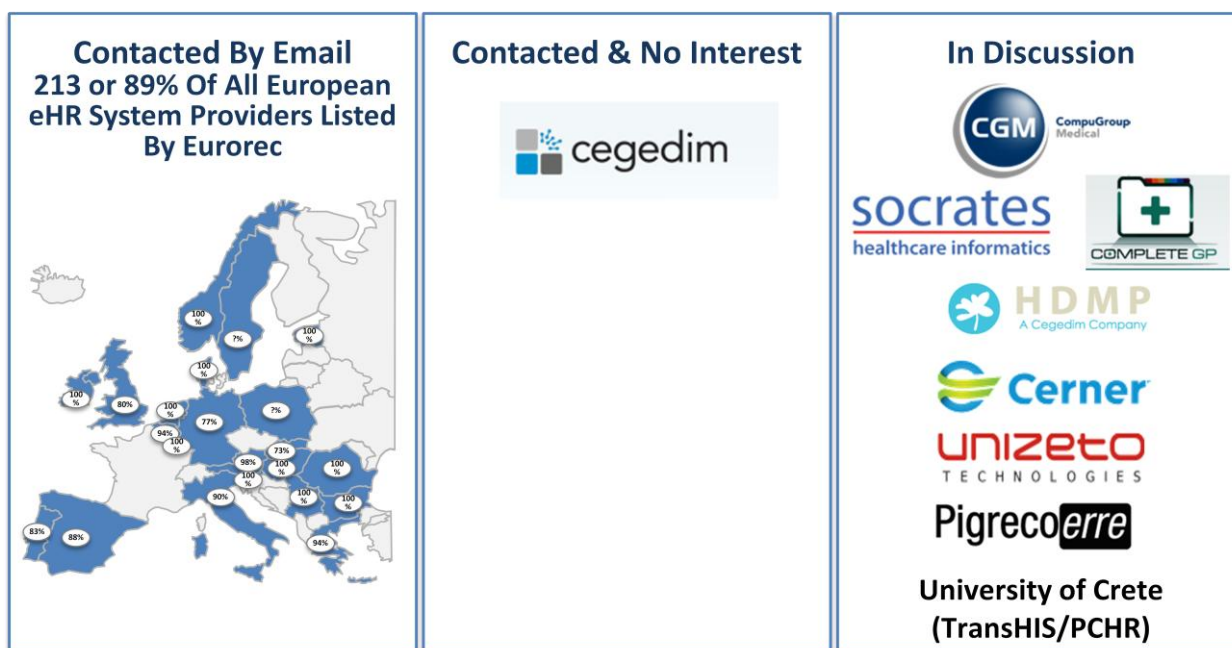 Contacted By Email
213 or 89% Of All European
eHR System Providers Listed
By Eurorec
100
%
?%
100
%
100
%
100
%
80%
100
%
77%
?%
94%
100
%
73%
98%
100
%
100
%
100
%
90%
100
%
100
%
83%
88%
94%
Contacted & No Interest
cegedim
In Discussion
CGM
CompuGroup
Medical
socrates
healthcare informatics
COMPLETE GP
HDMP
A Cegedim Company
Cerner
unizeto
TECHNOLOGIES
Pigrecoerre
University of Crete
(TransHIS/PCHR)